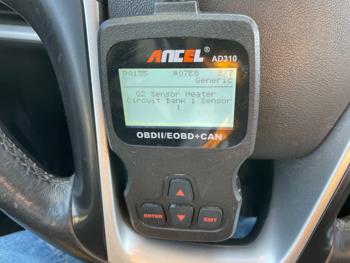 ANCEL
AD310
P0135 #07E8 3/7
Generic
O2 Sensor Heater
Circuit Bank 1 Sensor
1
OBDII/EOBD+CAN
ENTER
EXIT